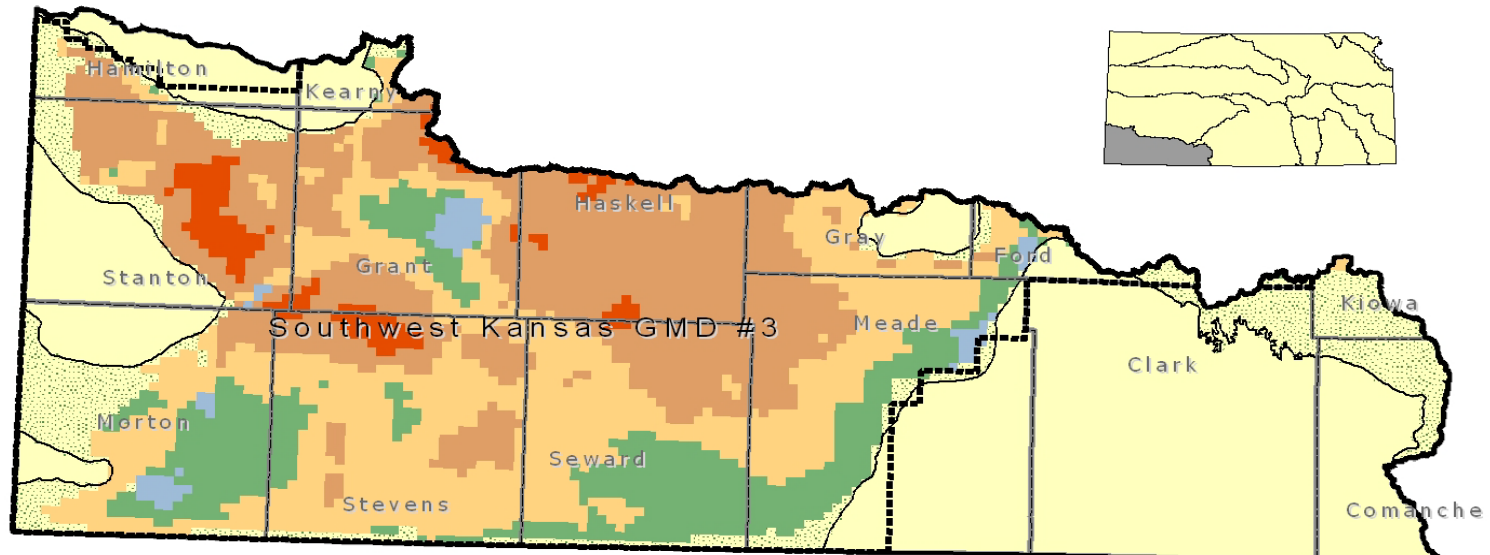 Hamilton
Kearny
Haskell
Gray
Ford
Grant
Stanton
Kiowa
Southwest Kansas GMD #3
Meade
Clark
Morton
Seward
Stevens
Comanche